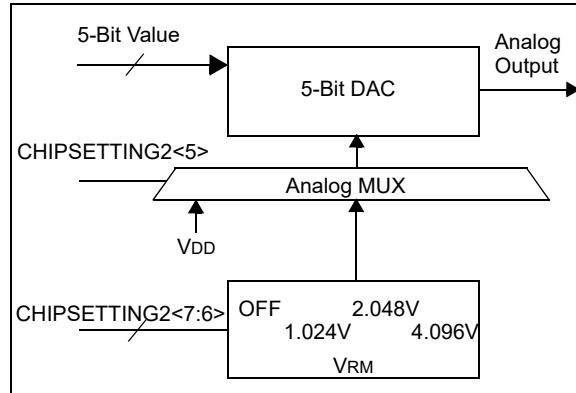 5-Bit Value
Analog
Output
5-Bit DAC
CHIPSETTING2<5>
Analog MUX
VDD
CHIPSETTING2<7:6>
OFF 2.048V
1.024V 4.096V
VRM